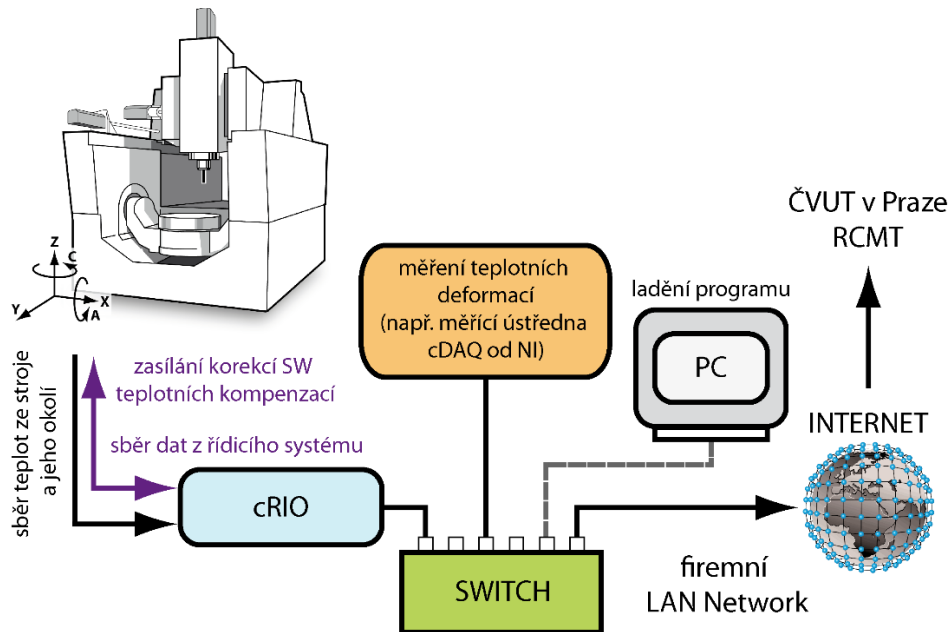 ČVUT v Praze
RCMT
Z
C
Y
X
A
měření teplotních
deformací
(např. měřící ústředna
cDAQ od NI)
ladění programu
PC
sběr teplot ze stroje
a jeho okolí
zasílání korekcí SW
teplotních kompenzací
sběr dat z řídicího systému
INTERNET
cRIO
SWITCH
firemní
LAN Network